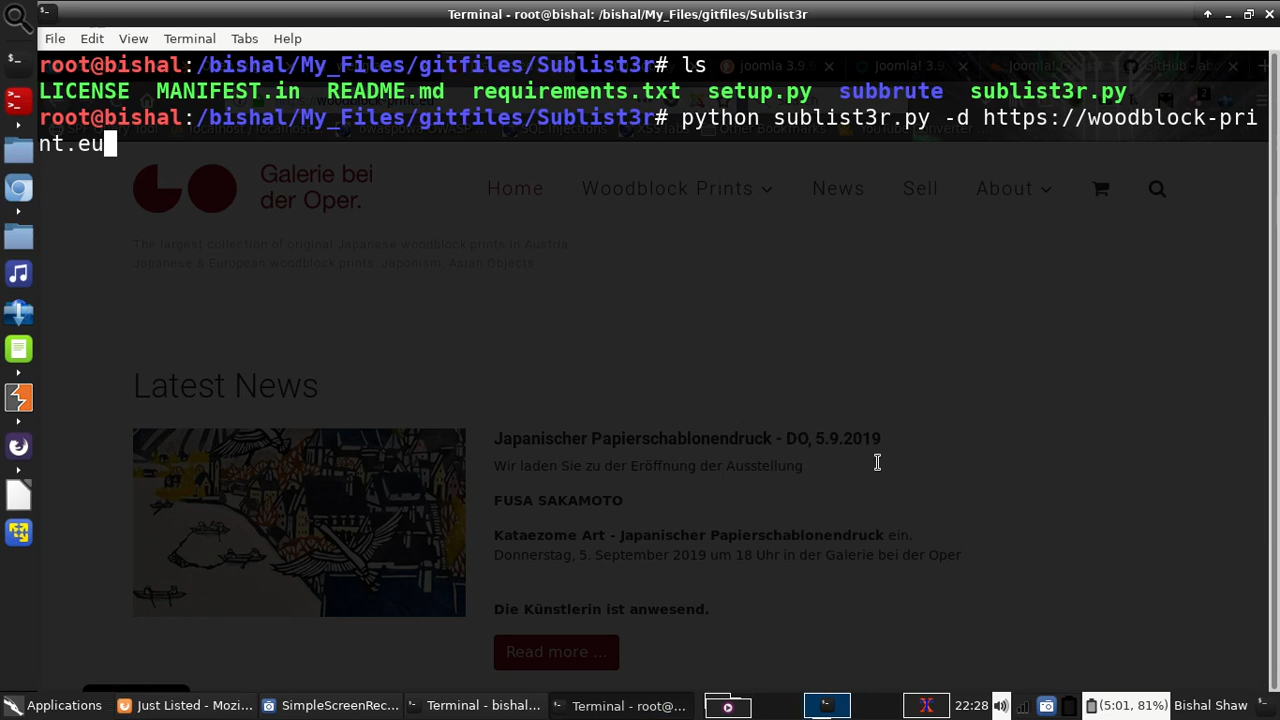 Terminal - root@bishal: /bishal/My_Files/gitfiles/Sublist3r
File Edit View Terminal Tabs Help
root@bishal:/bishal/My_Files/gitfiles/Sublist3r# ls
LICENSE MANIFEST.in README.md requirements.txt setup.py subbrute sublist3r.py
root@bishal:/bishal/My_Files/gitfiles/Sublist3r# python sublist3r.py -d https://woodblock-pri
nt.eu
Galerie bei
der Oper.
Home Woodblock Prints News Sell About
The largest collection of original Japanese woodblock prints in Austria
Japanese & European woodblock prints, Japonism, Asian Objects
Latest News
Japanischer Papierschablonendruck - DO, 5.9.2019
Wir laden Sie zu der Eröffnung der Ausstellung
FUSA SAKAMOTO
Kataezome Art - Japanischer Papierschablonendruck ein.
Donnerstag, 5. September 2019 um 18 Uhr in der Galerie bei der Oper
Die Künstlerin ist anwesend.
Read more ...
Applications Just Listed - Mozi... SimpleScreenRec... Terminal - bishal... Terminal - root@... 22:28 (5:01, 81%) Bishal Shaw